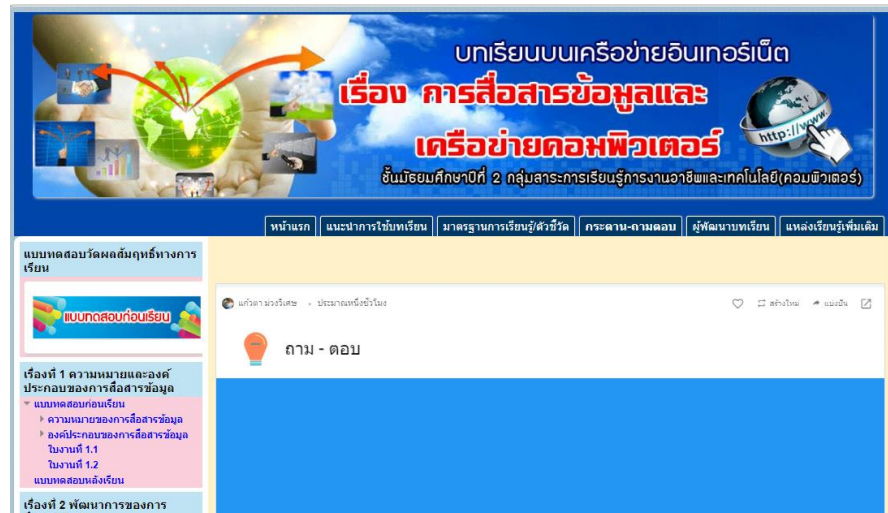 บทเรียนบนเครือข่ายอินเทอร์เน็ต
เรื่อง การสื่อสารข้อมูลและ
เครือข่ายคอมพิวเตอร์
http://www.
ชั้นมัธยมศึกษาปีที่ 2 กลุ่มสาระการเรียนรู้การงานอาชีพและเทคโนโลยี(คอมพิวเตอร์)
หน้าแรก แนะนำการใช้บทเรียน มาตรฐานการเรียนรู้/ตัวชี้วัด กระดาน-ถามตอบ ผู้พัฒนาบทเรียน แหล่งเรียนรู้เพิ่มเติม
แบบทดสอบวัดผลสัมฤทธิ์ทางการ
เรียน
แบบทดสอบก่อนเรียน
เรื่องที่ 1 ความหมายและองค์
ประกอบของการสื่อสารข้อมูล
แบบทดสอบก่อนเรียน
ความหมายของการสื่อสารข้อมูล
องค์ประกอบของการสื่อสารข้อมูล
ใบงานที่ 1.1
ใบงานที่ 1.2
แบบทดสอบหลังเรียน
เรื่องที่ 2 พัฒนาการของการ
แก้วตา ม่วงวิเศษ ประมาณหนึ่งชั่วโมง
สร้างใหม่ แบ่งปัน
ถาม - ตอบ